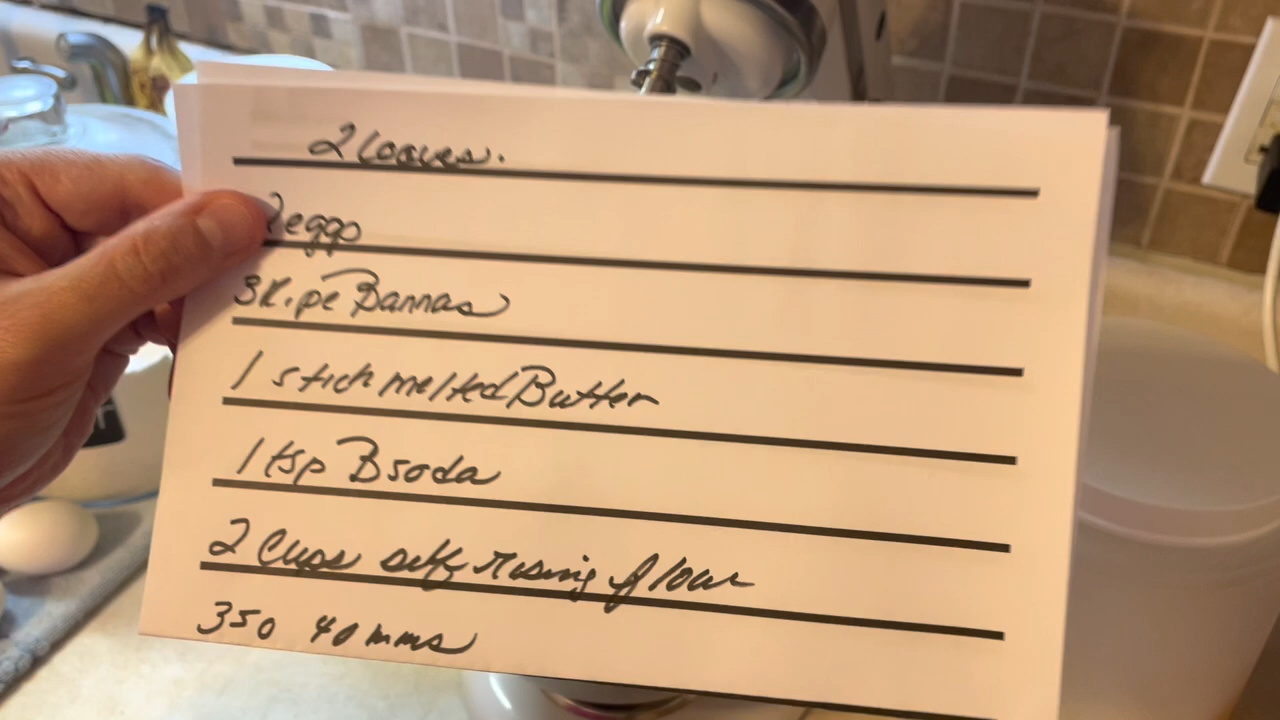 2 loaves.
2 eggs
3 Ripe Bannas
1 stick melted Butter
1 tsp B soda
2 Cups self Rising flour
350 40 mins